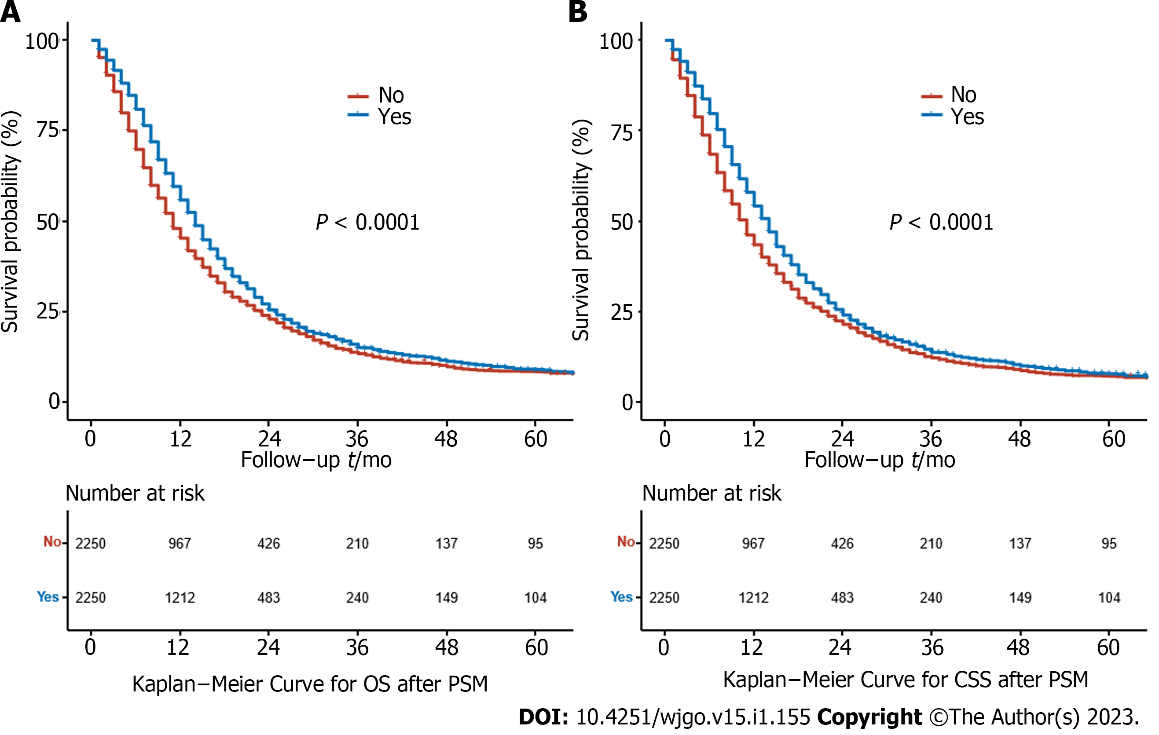 A
Survival probability (%)
100
75
50
25
0
No
Yes
P < 0.0001
0 12 24 36 48 60
Follow−up t/mo
Number at risk
No 2250 967 426 210 137 95
Yes 2250 1212 483 240 149 104
0 12 24 36 48 60
Kaplan−Meier Curve for OS after PSM
B
Survival probability (%)
100
75
50
25
0
No
Yes
P < 0.0001
0 12 24 36 48 60
Follow−up t/mo
Number at risk
No 2250 967 426 210 137 95
Yes 2250 1212 483 240 149 104
0 12 24 36 48 60
Kaplan−Meier Curve for CSS after PSM
DOI: 10.4251/wjgo.v15.i1.155 Copyright ©The Author(s) 2023.